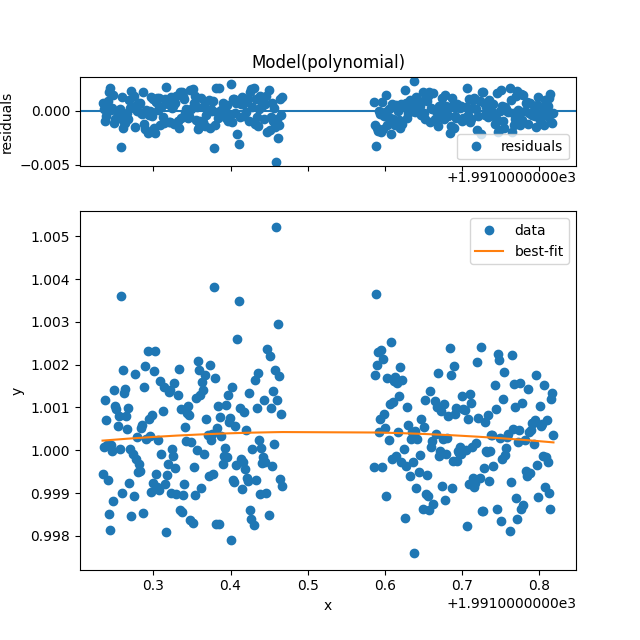 Model(polynomial)
residuals
0.000
−0.005
residuals
+1.9910000000e3
y
1.005
1.004
1.003
1.002
1.001
1.000
0.999
0.998
data
best-fit
0.3 0.4 0.5 0.6 0.7 0.8
x
+1.9910000000e3